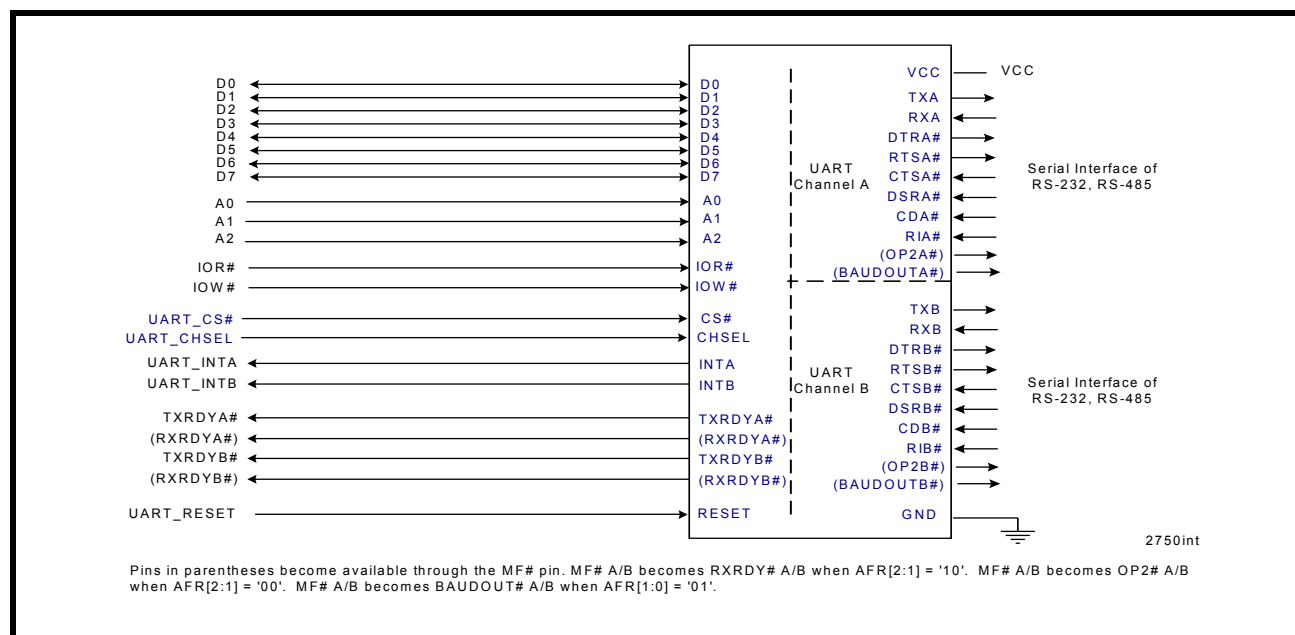 D0
D1
D2
D3
D4
D5
D6
D7
A0
A1
A2
IOR#
IOW#
UART_CS#
UART_CHSEL
UART_INTA
UART_INTB
TXRDYA#
(RXRDYA#)
TXRDYB#
(RXRDYB#)
UART_RESET
D0
D1
D2
D3
D4
D5
D6
D7
A0
A1
A2
IOR#
IOW#
CS#
CHSEL
INTA
INTB
TXRDYA#
(RXRDYA#)
TXRDYB#
(RXRDYB#)
RESET
UART
Channel A
UART
Channel B
VCC
TXA
RXA
DTRA#
RTSA#
CTSA#
DSRA#
CDA#
RIA#
(OP2A#)
(BAUDOUTA#)
TXB
RXB
DTRB#
RTSB#
CTSB#
DSRB#
CDB#
RIB#
(OP2B#)
(BAUDOUTB#)
GND
VCC
Serial Interface of
RS-232, RS-485
Serial Interface of
RS-232, RS-485
2750int
Pins in parentheses become available through the MF# pin. MF# A/B becomes RXRDY# A/B when AFR[2:1] = '10'. MF# A/B becomes OP2# A/B
when AFR[2:1] = '00'. MF# A/B becomes BAUDOUT# A/B when AFR[1:0] = '01'.